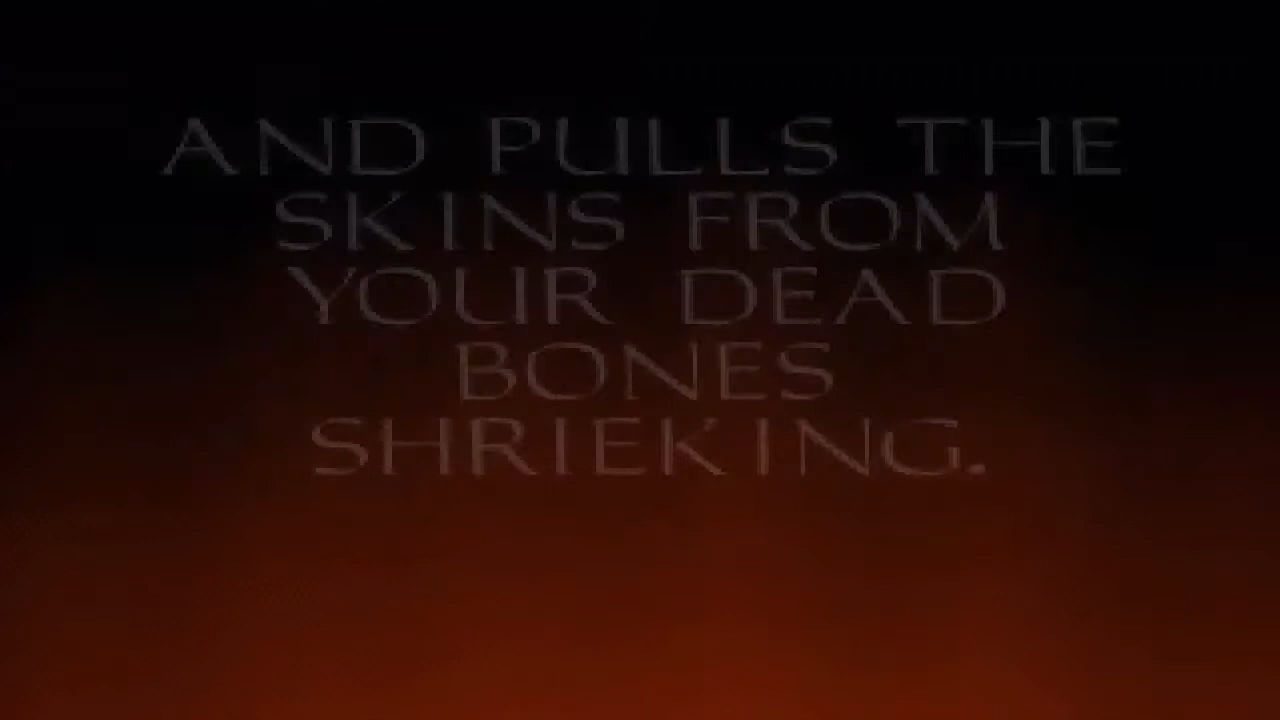 AND PULLS THE
SKINS FROM
YOUR DEAD
BONES
SHRIEKING.